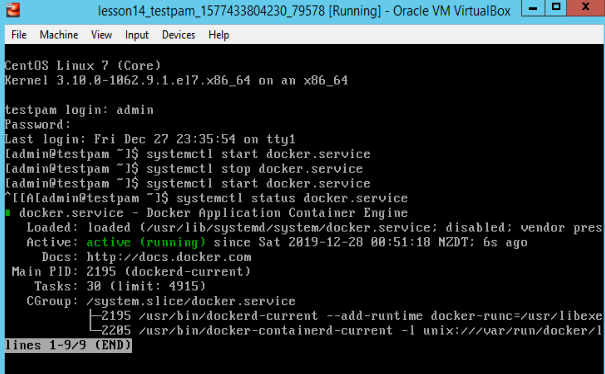 lesson14_testpam_1577433804230_79578 [Running] - Oracle VM VirtualBox
File Machine View Input Devices Help
CentOS Linux 7 (Core)
Kernel 3.10.0-1062.9.1.el7.x86_64 on an x86_64
testpam login: admin
Password:
Last login: Fri Dec 27 23:35:54 on tty1
[admin@testpam ~]$ systemctl start docker.service
[admin@testpam ~]$ systemctl stop docker.service
[admin@testpam ~]$ systemctl start docker.service
^[[A[admin@testpam ~]$ systemctl status docker.service
docker.service - Docker Application Container Engine
Loaded: loaded (/usr/lib/systemd/system/docker.service; disabled; vendor pres
Active: active (running) since Sat 2019-12-28 00:51:18 NZDT; 6s ago
Docs: http://docs.docker.com
Main PID: 2195 (dockerd-current)
Tasks: 30 (limit: 4915)
CGroup: /system.slice/docker.service
├─2195 /usr/bin/dockerd-current --add-runtime docker-runc=/usr/libexe
└─2205 /usr/bin/docker-containerd-current -l unix:///var/run/docker/l
lines 1-9/9 (END)